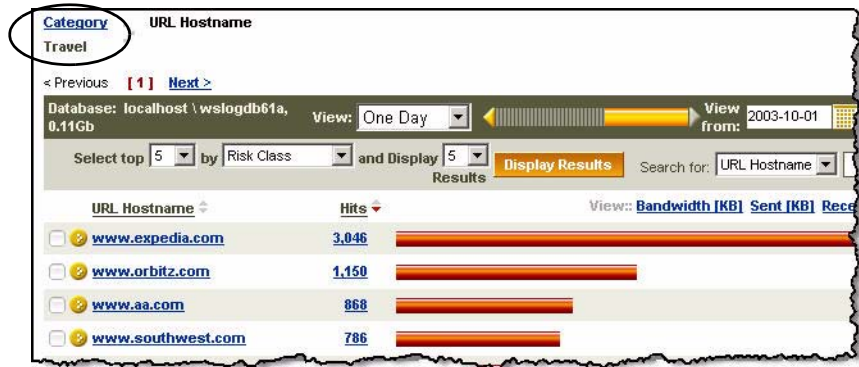 Category URL Hostname
Travel
< Previous [ 1 ] Next >
Database: localhost \ wslogdb61a, 0.11Gb View: One Day View from: 2003-10-01
Select top 5 by Risk Class and Display 5 Results Display Results Search for: URL Hostname
URL Hostname Hits View:: Bandwidth [KB] Sent [KB]
www.expedia.com 3,046
www.orbitz.com 1,150
www.aa.com 868
www.southwest.com 786